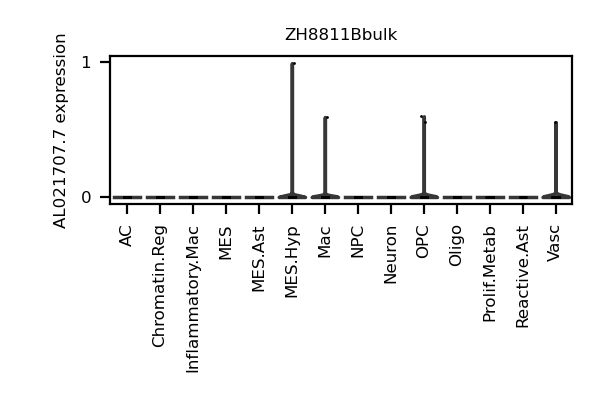 ZH8811Bbulk
AL021707.7 expression
1
0
AC
Chromatin.Reg
Inflammatory.Mac
MES
MES.Ast
MES.Hyp
Mac
NPC
Neuron
OPC
Oligo
Prolif.Metab
Reactive.Ast
Vasc